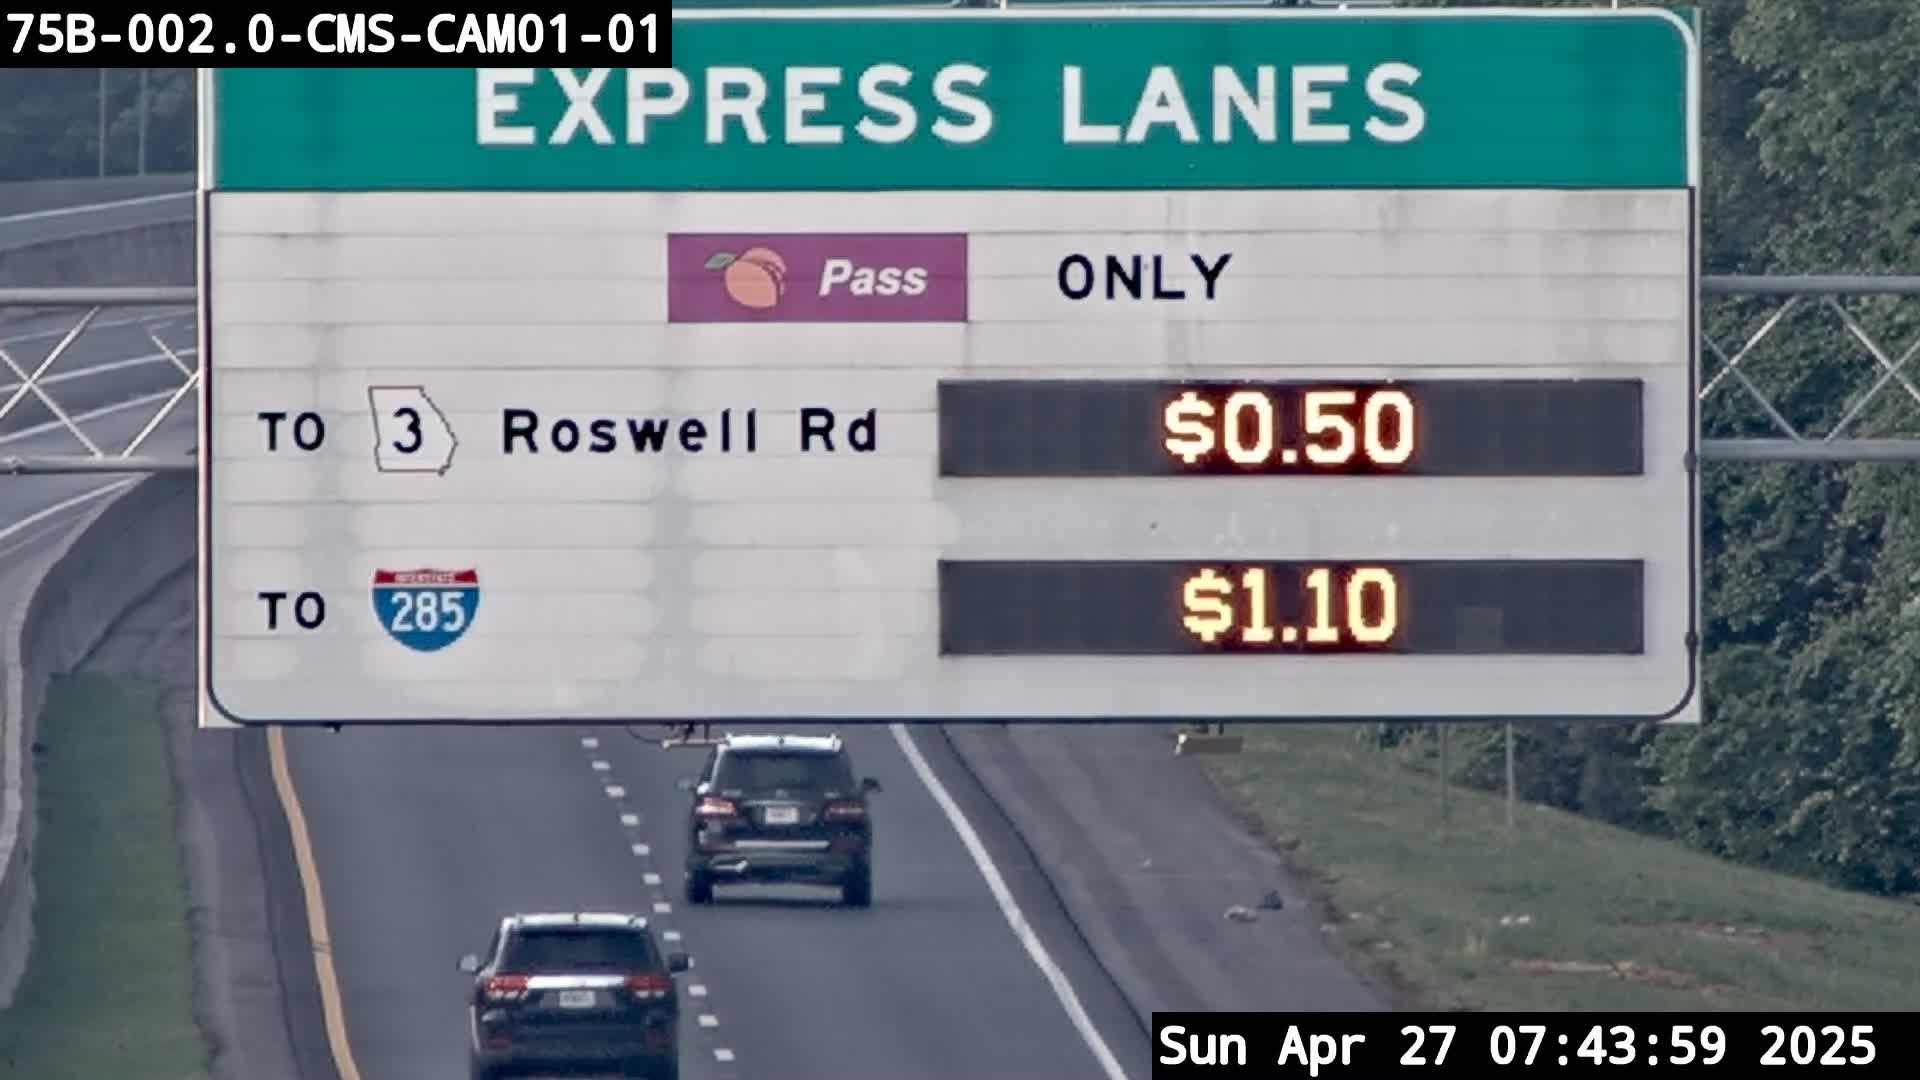 75B-002.0-CMS-CAM01-01
EXPRESS LANES
Pass ONLY
TO 3 Roswell Rd $0.50
INTERSTATE
TO 285 $1.10
Sun Apr 27 07:43:59 2025